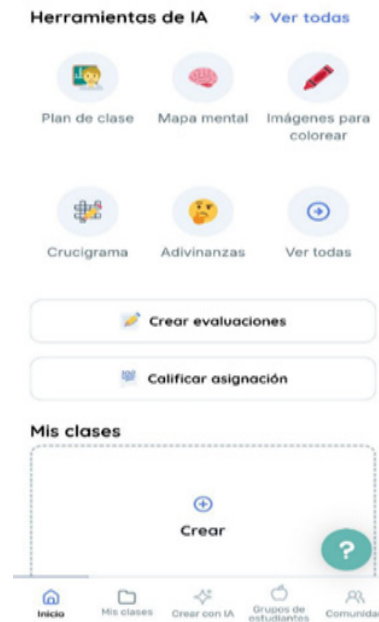 Herramientas de IA → Ver todas
Plan de clase Mapa mental Imágenes para
colorear
Crucigrama Adivinanzas Ver todas
Crear evaluaciones
Calificar asignación
Mis clases
Crear
?
Inicio Mis clases Crear con IA Grupos de
estudiantes Comunidad